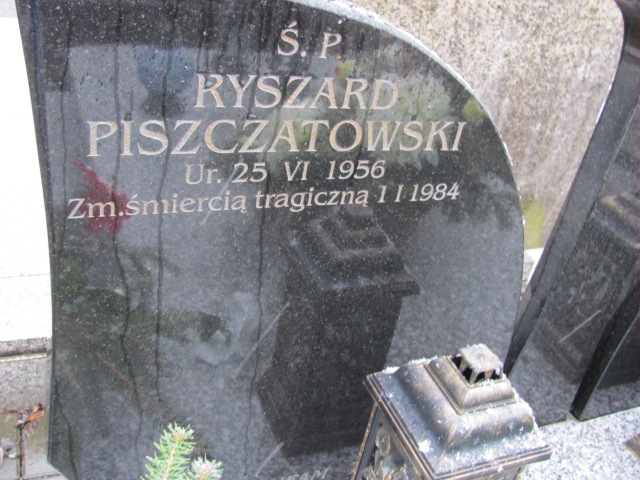 Ś. P.
RYSZARD
PISZCZATOWSKI
Ur. 25 VI 1956
Zm. śmiercią tragiczną 1 I 1984